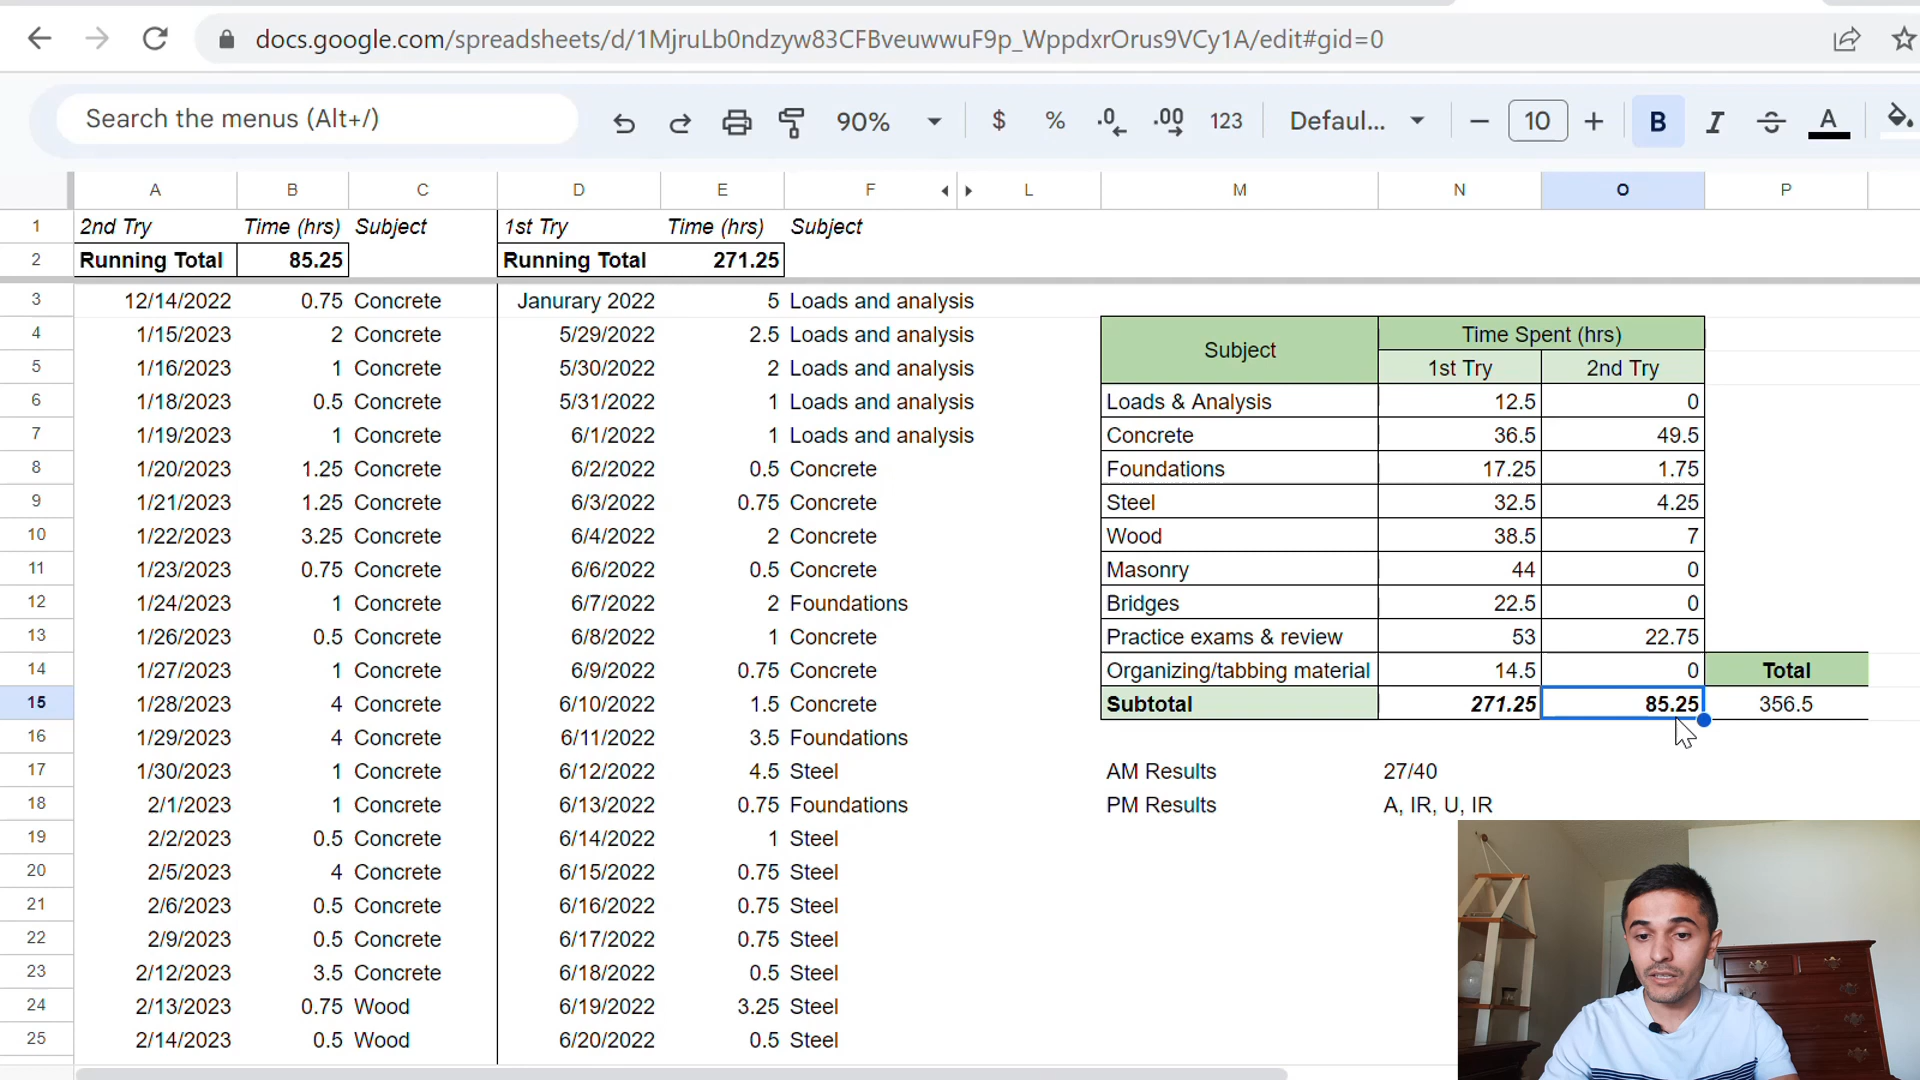 docs.google.com/spreadsheets/d/1MjruLb0ndzyw83CFBveuwwuF9p_WppdxrOrus9VCy1A/edit#gid=0
Search the menus (Alt+/) 90% $ % .0 .00 123 Defaul... − 10 + B I S A
A B C D E F L M N O P
1 2nd Try Time (hrs) Subject 1st Try Time (hrs) Subject
2 Running Total 85.25 Running Total 271.25
3 12/14/2022 0.75 Concrete Janurary 2022 5 Loads and analysis
4 1/15/2023 2 Concrete 5/29/2022 2.5 Loads and analysis Subject Time Spent (hrs)
5 1/16/2023 1 Concrete 5/30/2022 2 Loads and analysis 1st Try 2nd Try
6 1/18/2023 0.5 Concrete 5/31/2022 1 Loads and analysis Loads & Analysis 12.5 0
7 1/19/2023 1 Concrete 6/1/2022 1 Loads and analysis Concrete 36.5 49.5
8 1/20/2023 1.25 Concrete 6/2/2022 0.5 Concrete Foundations 17.25 1.75
9 1/21/2023 1.25 Concrete 6/3/2022 0.75 Concrete Steel 32.5 4.25
10 1/22/2023 3.25 Concrete 6/4/2022 2 Concrete Wood 38.5 7
11 1/23/2023 0.75 Concrete 6/6/2022 0.5 Concrete Masonry 44 0
12 1/24/2023 1 Concrete 6/7/2022 2 Foundations Bridges 22.5 0
13 1/26/2023 0.5 Concrete 6/8/2022 1 Concrete Practice exams & review 53 22.75
14 1/27/2023 1 Concrete 6/9/2022 0.75 Concrete Organizing/tabbing material 14.5 0 Total
15 1/28/2023 4 Concrete 6/10/2022 1.5 Concrete Subtotal 271.25 85.25 356.5
16 1/29/2023 4 Concrete 6/11/2022 3.5 Foundations
17 1/30/2023 1 Concrete 6/12/2022 4.5 Steel AM Results 27/40
18 2/1/2023 1 Concrete 6/13/2022 0.75 Foundations PM Results A, IR, U, IR
19 2/2/2023 0.5 Concrete 6/14/2022 1 Steel
20 2/5/2023 4 Concrete 6/15/2022 0.75 Steel
21 2/6/2023 0.5 Concrete 6/16/2022 0.75 Steel
22 2/9/2023 0.5 Concrete 6/17/2022 0.75 Steel
23 2/12/2023 3.5 Concrete 6/18/2022 0.5 Steel
24 2/13/2023 0.75 Wood 6/19/2022 3.25 Steel
25 2/14/2023 0.5 Wood 6/20/2022 0.5 Steel